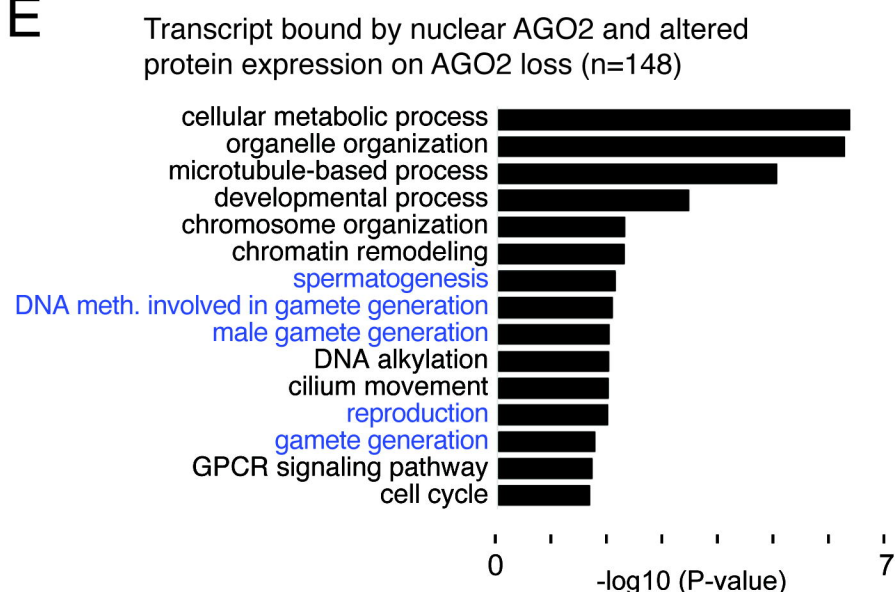 E
Transcript bound by nuclear AGO2 and altered
protein expression on AGO2 loss (n=148)
cellular metabolic process
organelle organization
microtubule-based process
developmental process
chromosome organization
chromatin remodeling
spermatogenesis
DNA meth. involved in gamete generation
male gamete generation
DNA alkylation
cilium movement
reproduction
gamete generation
GPCR signaling pathway
cell cycle
0 7
-log10 (P-value)